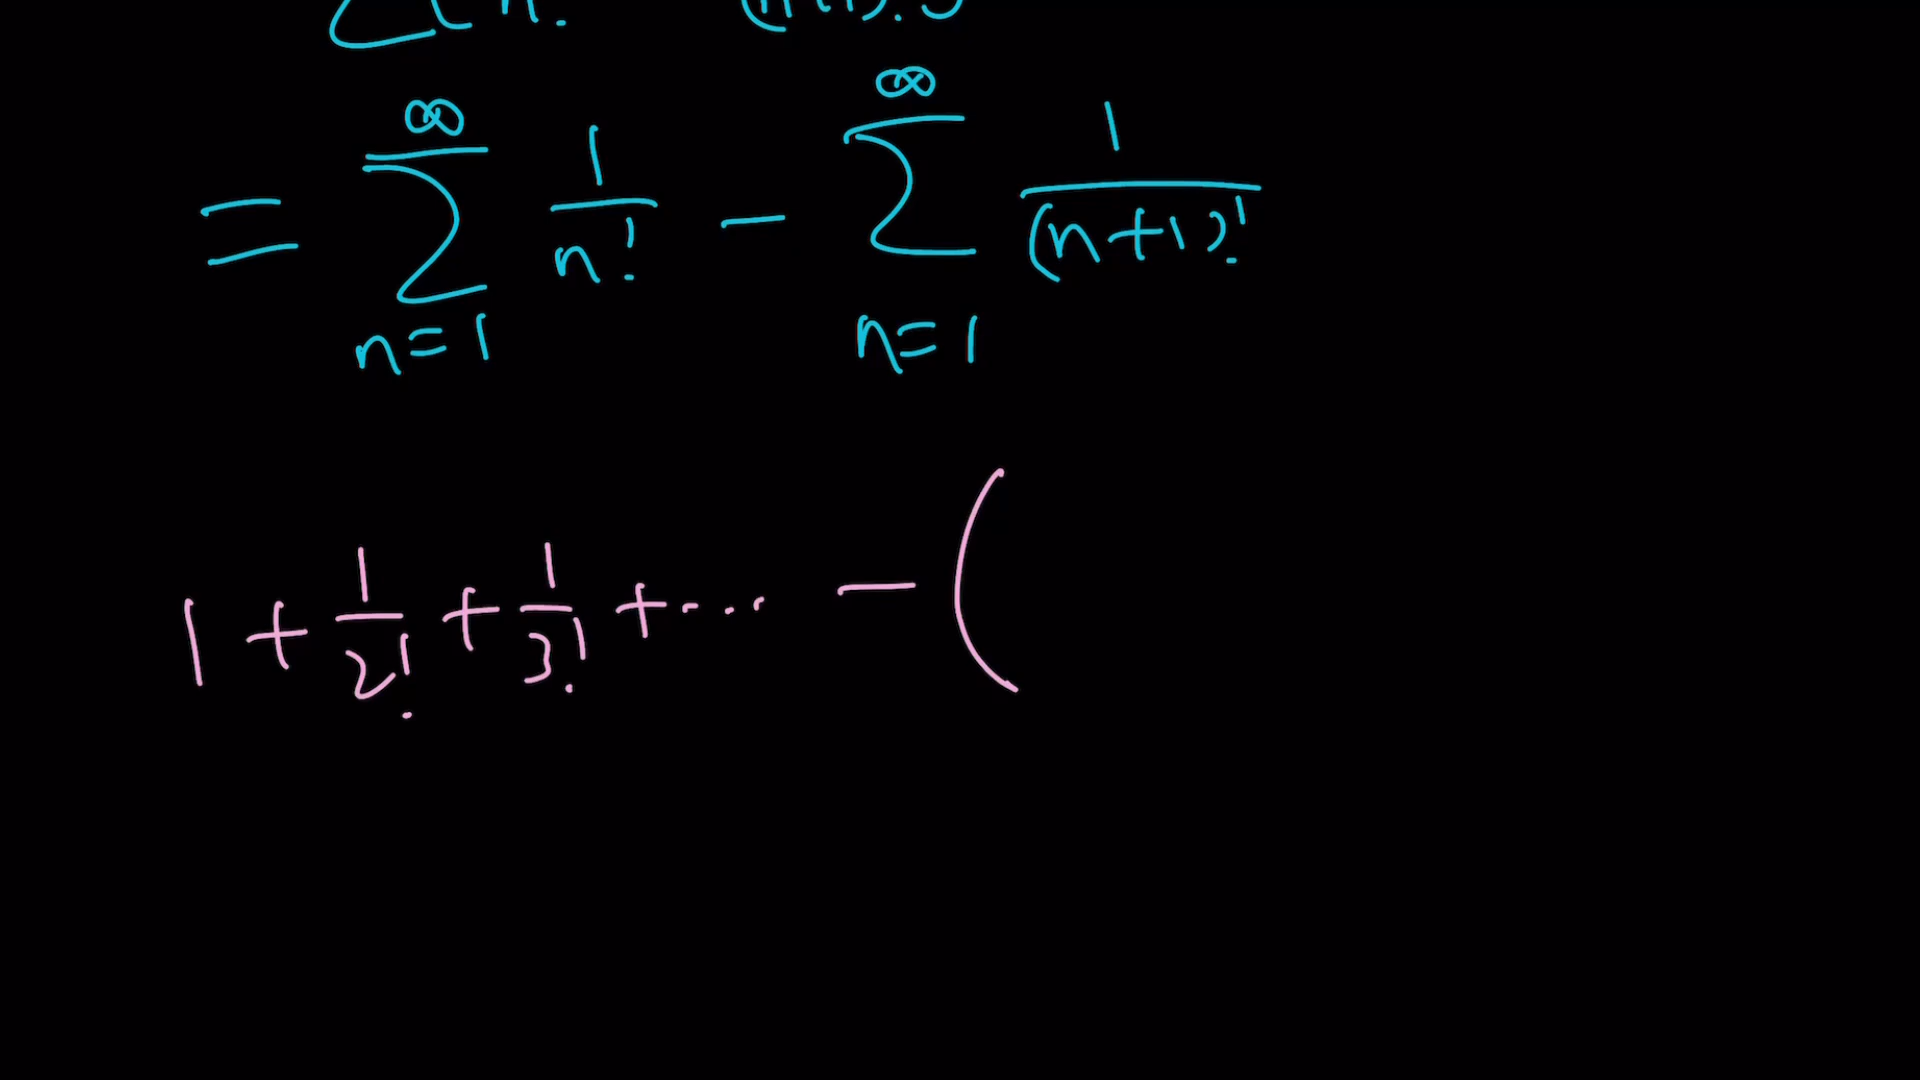 = ∞ ∑ n=1 1/n! − ∞ ∑ n=1 1/(n+1)!
1 + 1/2! + 1/3! + ... − (